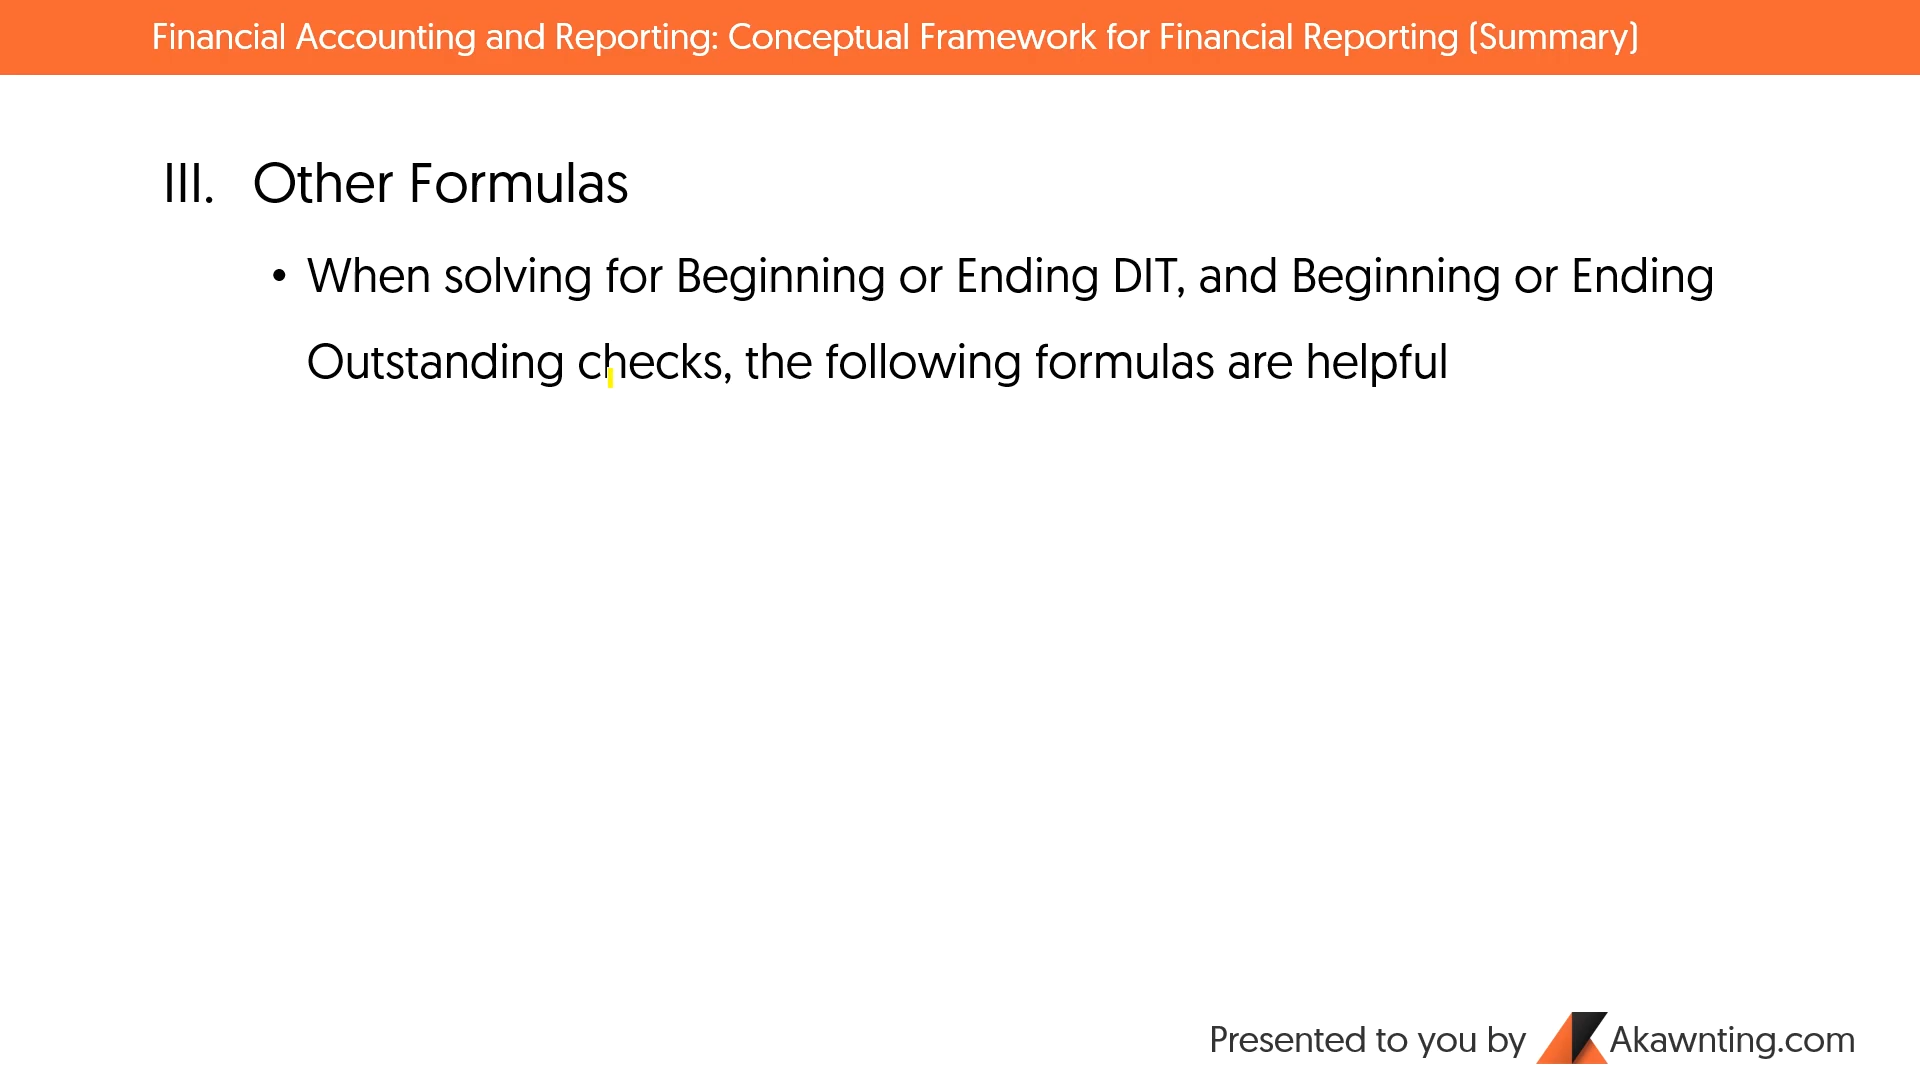 Financial Accounting and Reporting: Conceptual Framework for Financial Reporting (Summary)
III. Other Formulas
• When solving for Beginning or Ending DIT, and Beginning or Ending
Outstanding checks, the following formulas are helpful
Presented to you by Akawnting.com